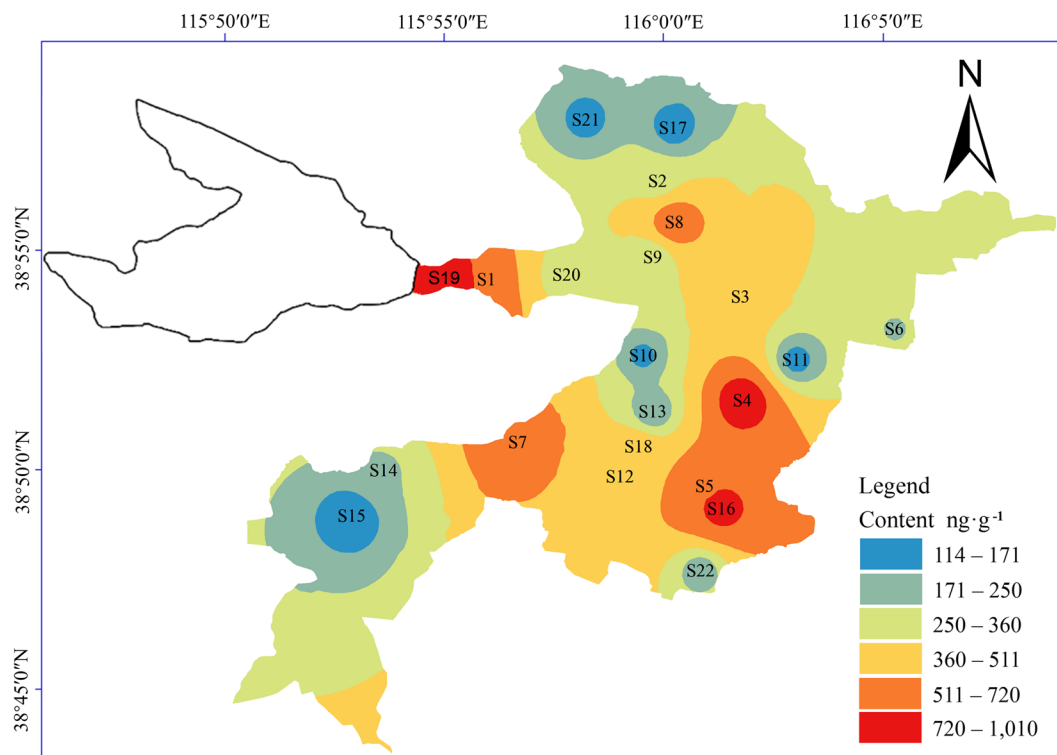 115°50′0″E 115°55′0″E 116°0′0″E 116°5′0″E
N
S21
S17
S2
S8
38°55′0″N
S9
S19
S1
S20
S3
S6
S10
S11
S4
S13
S7
S18
38°50′0″N
S14
S12
S5
S16
S15
S22
38°45′0″N
Legend
Content ng·g⁻¹
114 – 171
171 – 250
250 – 360
360 – 511
511 – 720
720 – 1,010